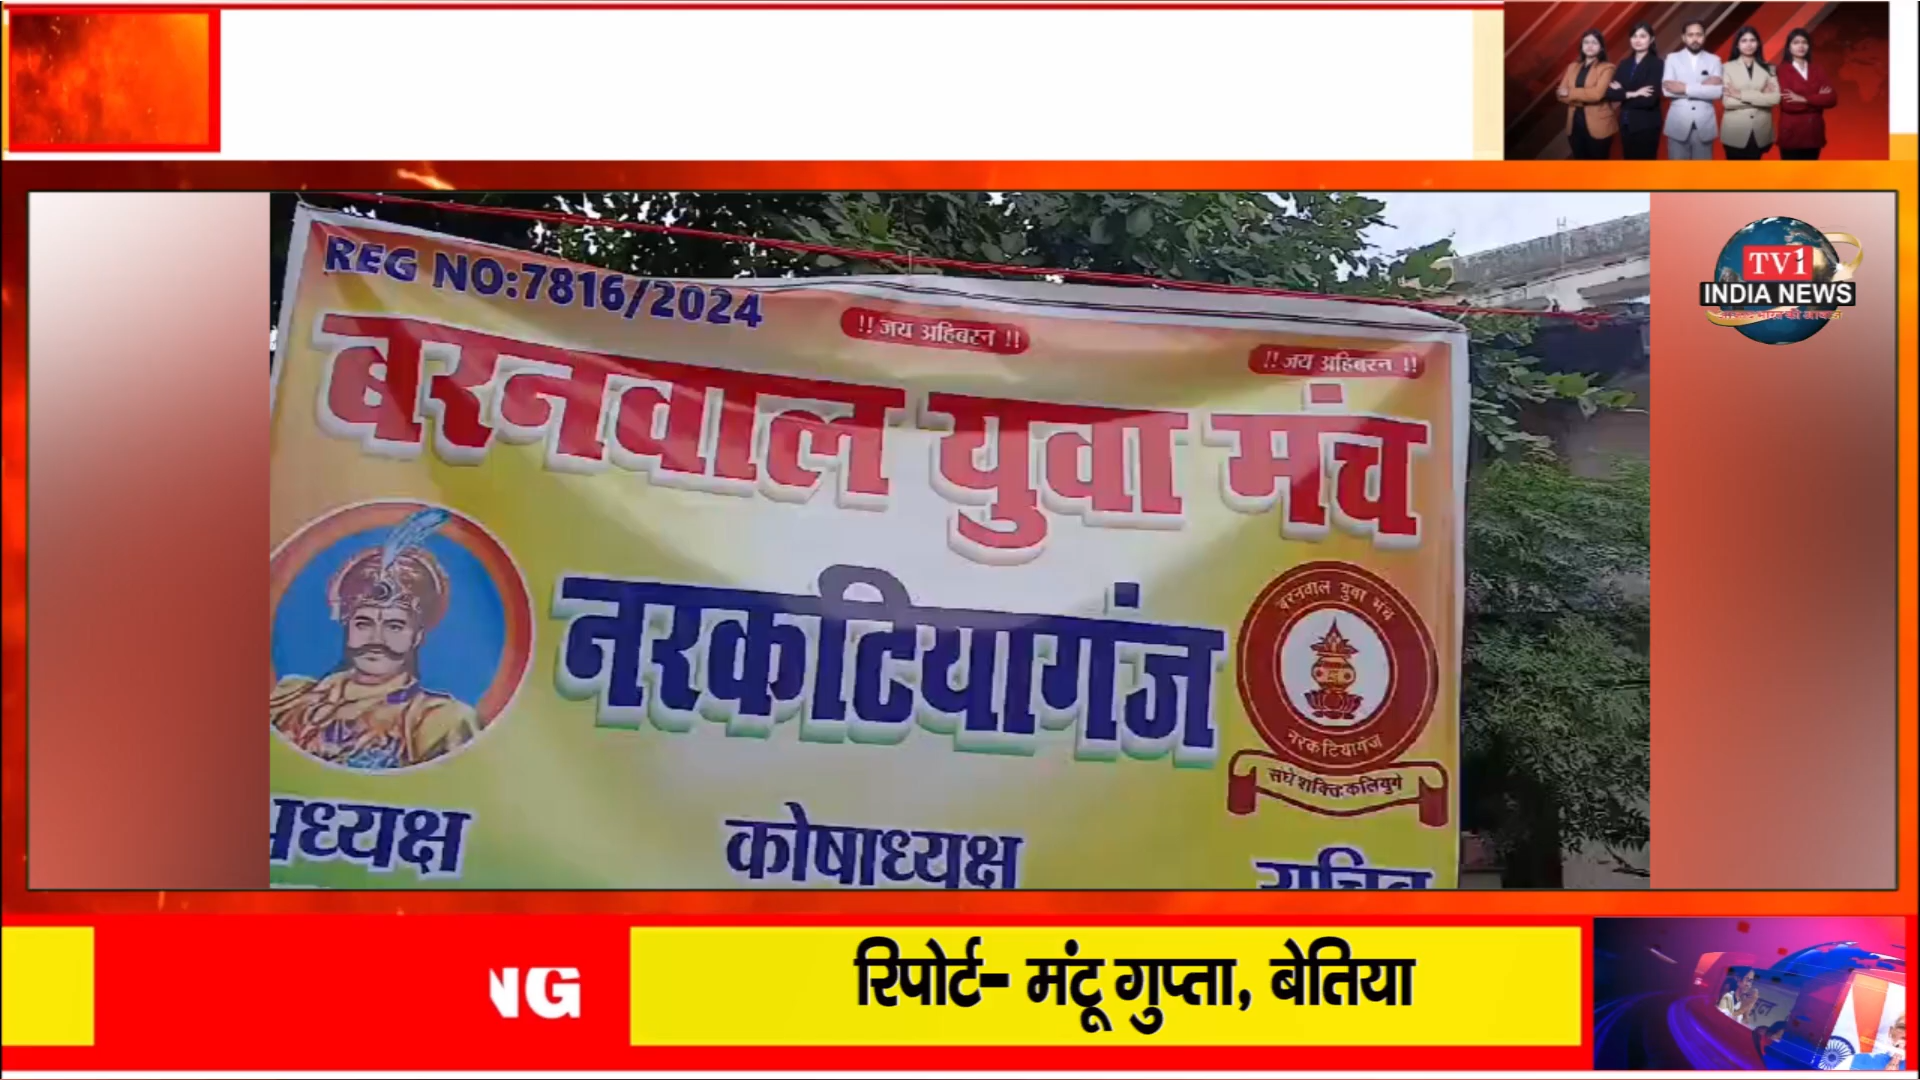 REG NO:7816/2024
!! जय अहिबरन !!
!! जय अहिबरन !!
बरनवाल युवा मंच
नरकटियागंज
बरनवाल युवा मंच
नरकटियागंज
संघे शक्ति: कलियुगे
कोषाध्यक्ष
TV1
INDIA NEWS
NG
रिपोर्ट- मंटू गुप्ता, बेतिया